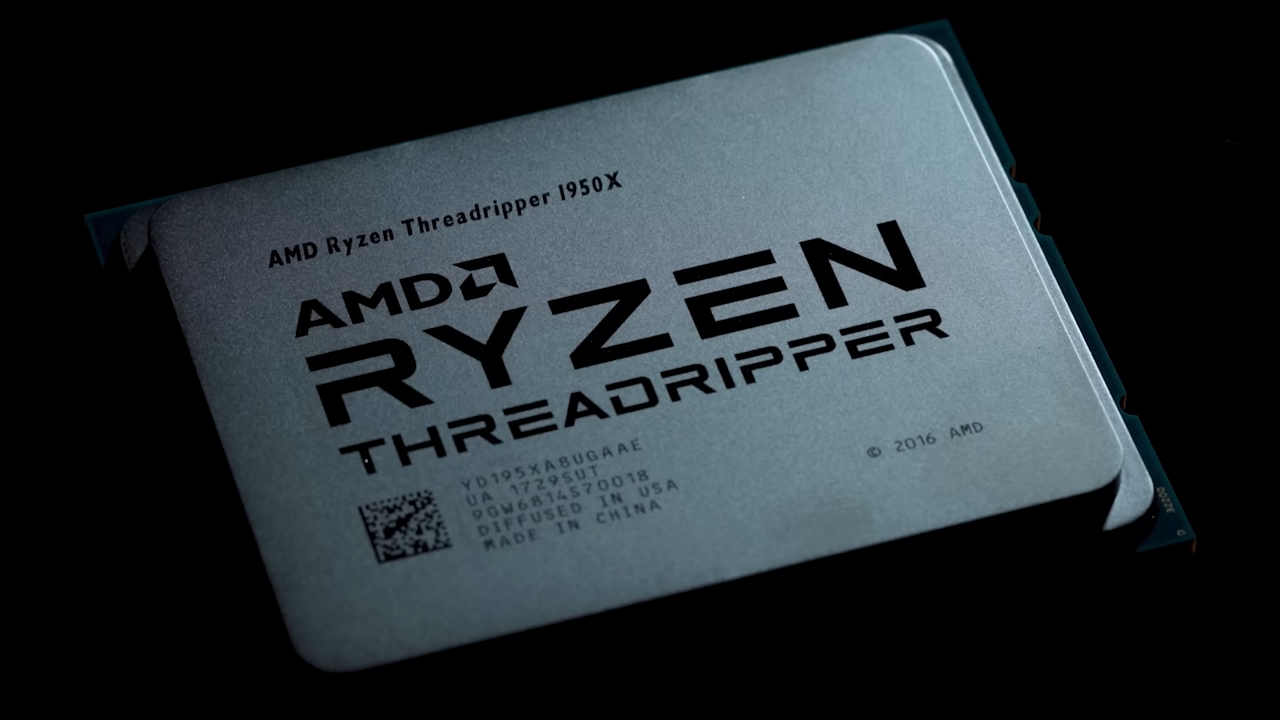 AMD Ryzen Threadripper 1950X
AMD
RYZEN
THREADRIPPER
YD195XA8UGAAE
UA 1729SUT
9GW6814S70018
DIFFUSED IN USA
MADE IN CHINA
© 2016 AMD